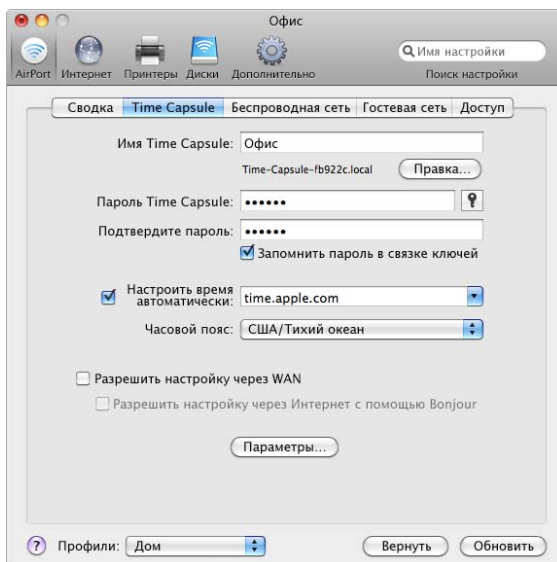 Офис
Имя настройки
AirPort Интернет Принтеры Диски Дополнительно Поиск настройки
Сводка Time Capsule Беспроводная сеть Гостевая сеть Доступ
Имя Time Capsule: Офис
Time-Capsule-fb922c.local Правка...
Пароль Time Capsule: ••••••
Подтвердите пароль: ••••••
Запомнить пароль в связке ключей
Настроить время
автоматически: time.apple.com
Часовой пояс: США/Тихий океан
Разрешить настройку через WAN
Разрешить настройку через Интернет с помощью Bonjour
Параметры...
? Профили: Дом Вернуть Обновить